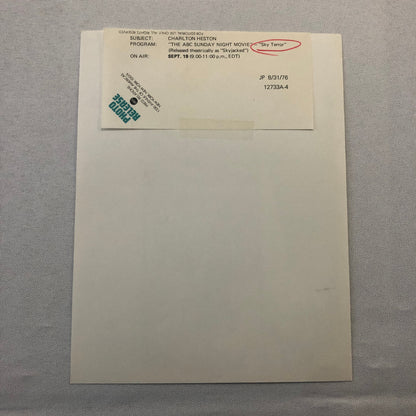 SUBJECT: CHARLTON HESTON
PROGRAM: "THE ABC SUNDAY NIGHT MOVIE" - "Sky Terror"
(Released theatrically as "Skyjacked")
ON AIR: SEPT. 19 (9:00-11:00 p.m., EDT)
JP 8/31/76
12733A-4
PHOTO
RELEASE